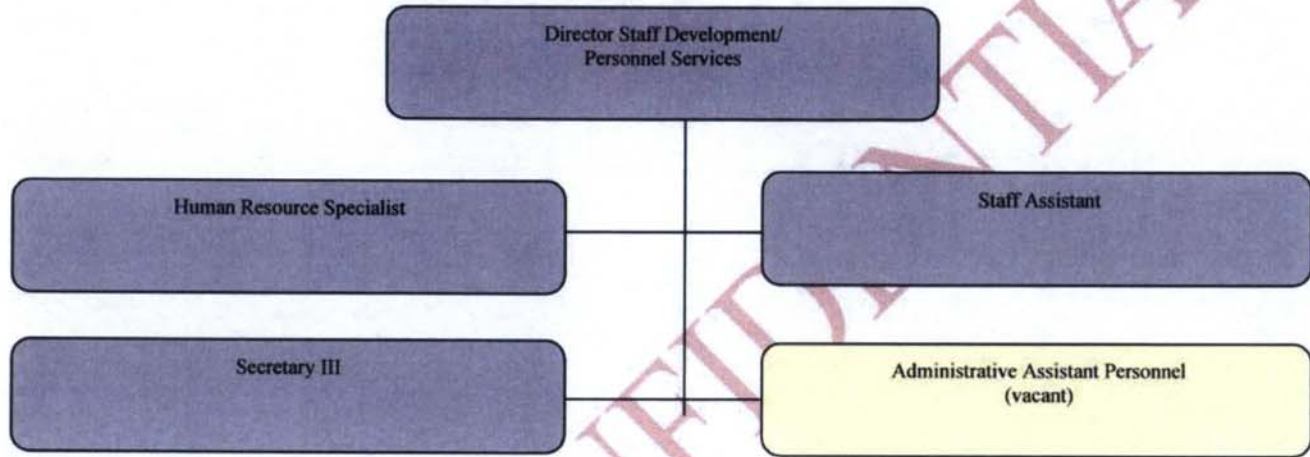 Director Staff Development/
Personnel Services
Human Resource Specialist
Staff Assistant
Secretary III
Administrative Assistant Personnel
(vacant)